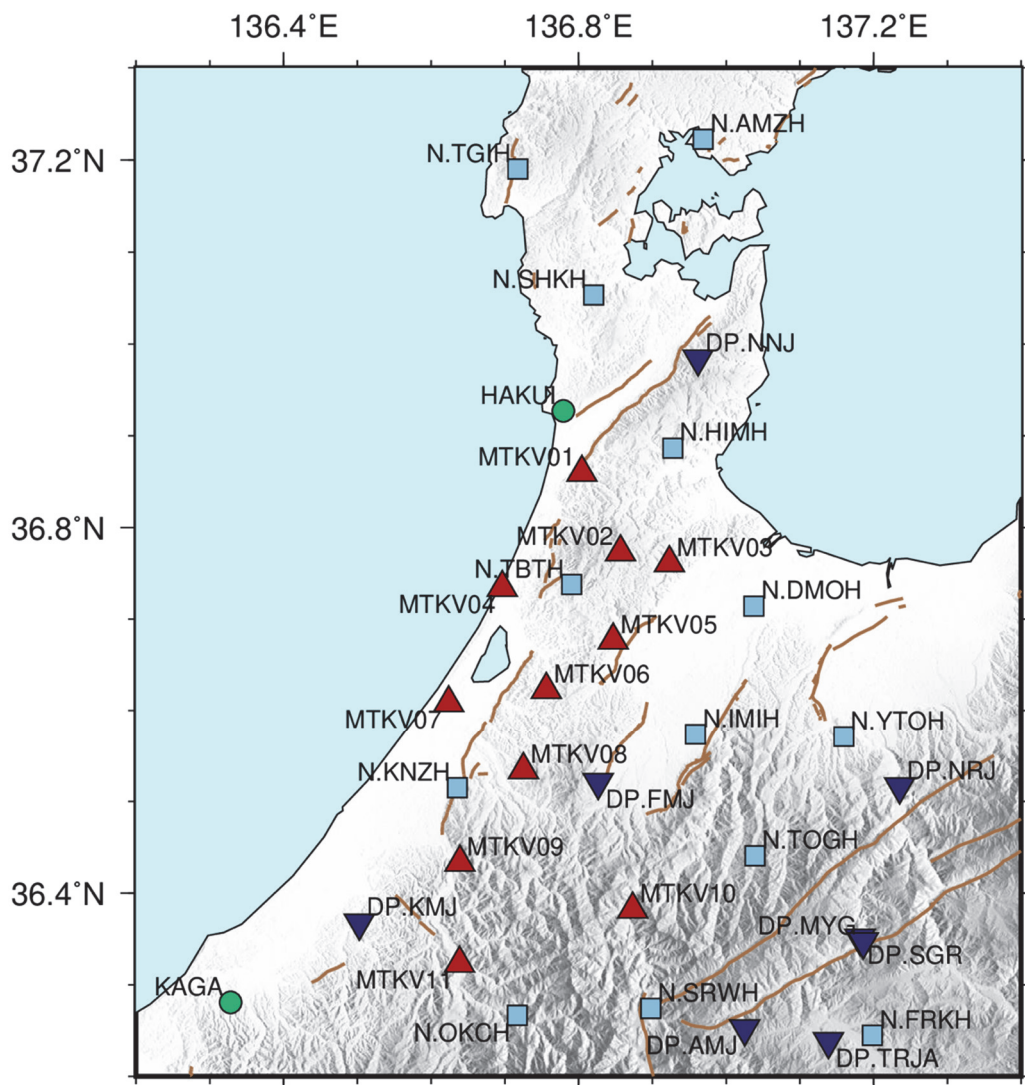 136.4°E
136.8°E
137.2°E
N.AMZH
N.TGIH
37.2°N
N.SHKH
DP.NNJ
HAKUI
N.HIMH
MTKV01
36.8°N
MTKV02
MTKV03
N.TBTH
N.DMOH
MTKV04
MTKV05
MTKV06
MTKV07
N.IMIH
N.YTOH
MTKV08
N.KNZH
DP.NRJ
DP.FMJ
N.TOGH
MTKV09
36.4°N
MTKV10
DP.KMJ
DP.MYG
DP.SGR
MTKV11
KAGA
N.SRWH
N.OKCH
N.FRKH
DP.AMJ
DP.TRJA